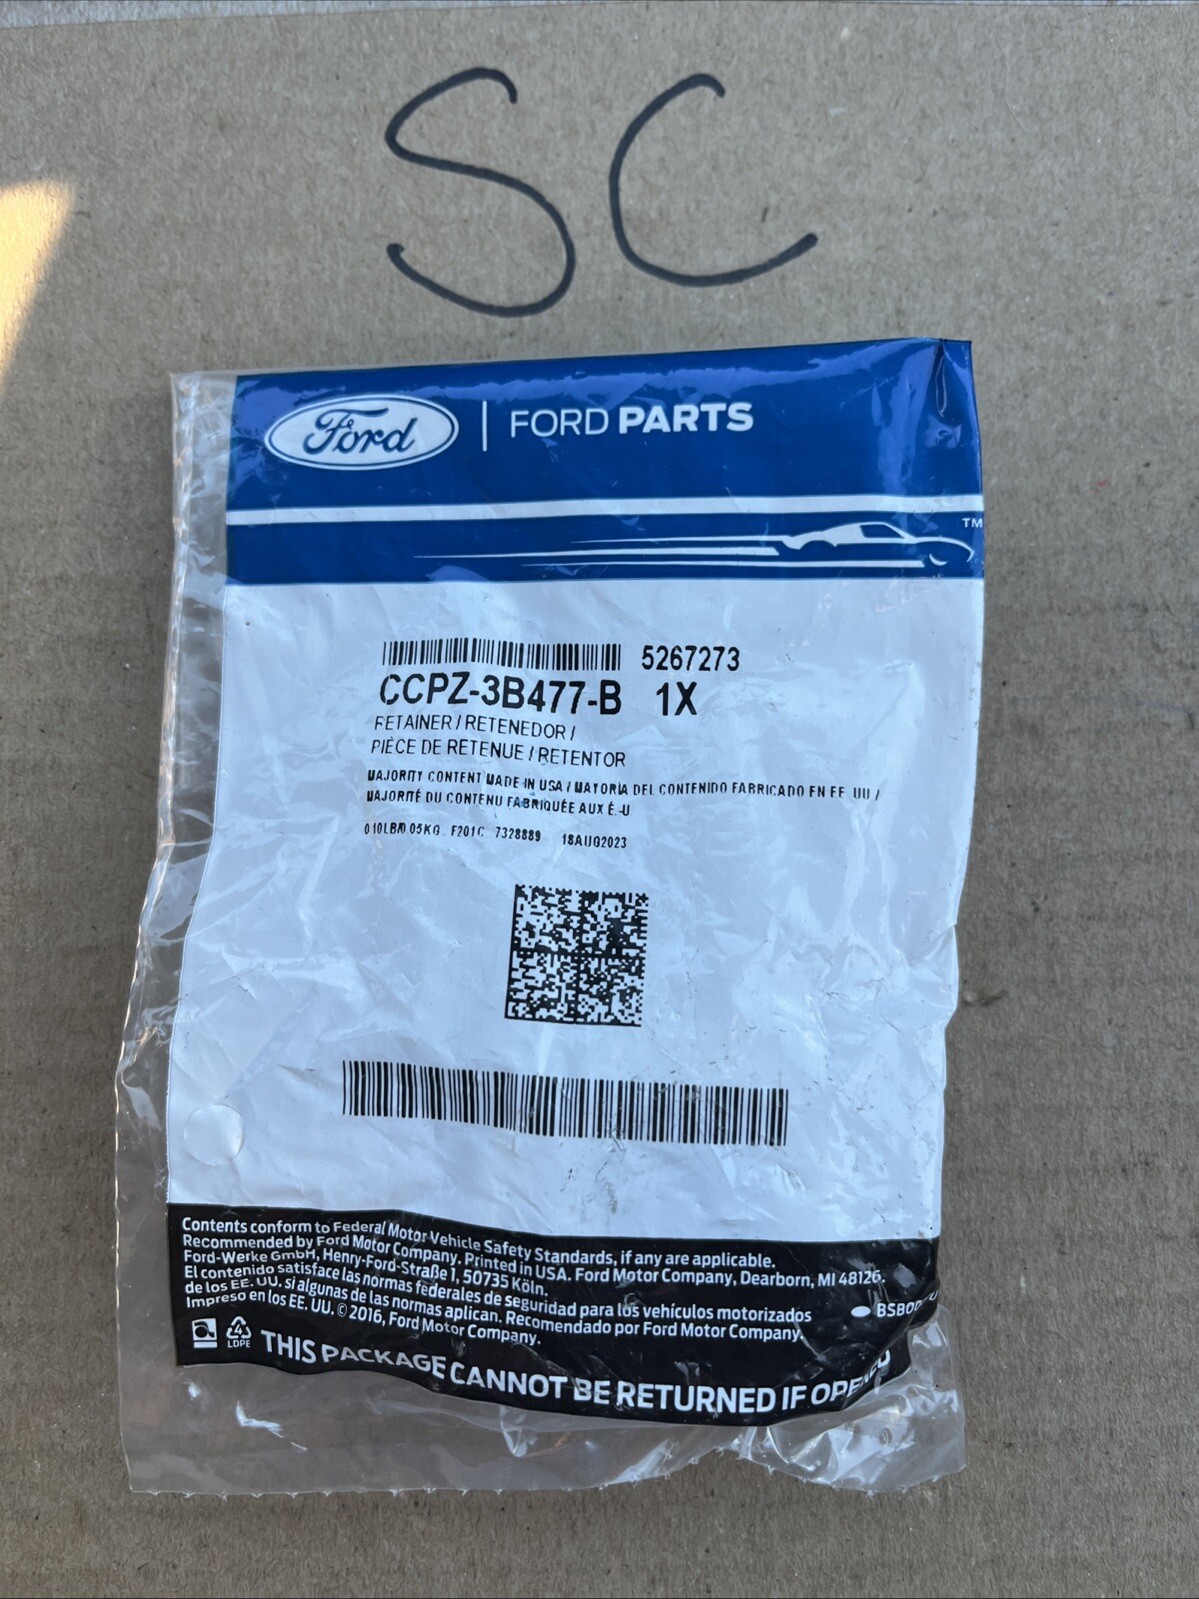 SC
Ford | FORD PARTS
TM
5267273
CCPZ-3B477-B 1X
RETAINER / RETENEDOR /
PIÈCE DE RETENUE / RETENTOR
MAJORITY CONTENT MADE IN USA / MAYORÍA DEL CONTENIDO FABRICADO EN EE. UU /
MAJORITÉ DU CONTENU FABRIQUÉE AUX É.-U
F201C 7328889 18AUG2023
Contents conform to Federal Motor Vehicle Safety Standards, if any are applicable.
Recommended by Ford Motor Company. Printed in USA. Ford Motor Company, Dearborn, MI 48126.
Ford-Werke GmbH, Henry-Ford-Straße 1, 50735 Köln.
El contenido satisface las normas federales de seguridad para los vehículos motorizados
de los EE. UU. si algunas de las normas aplican. Recomendado por Ford Motor Company.
Impreso en los EE. UU. © 2016, Ford Motor Company.
4
LDPE
THIS PACKAGE CANNOT BE RETURNED IF OPENED